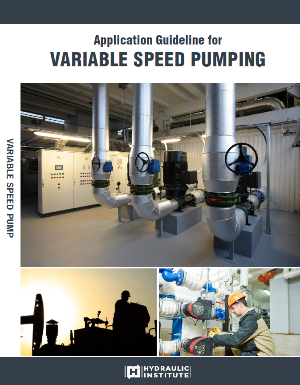 Application Guideline for
VARIABLE SPEED PUMPING
VARIABLE SPEED PUMP
HYDRAULIC
INSTITUTE